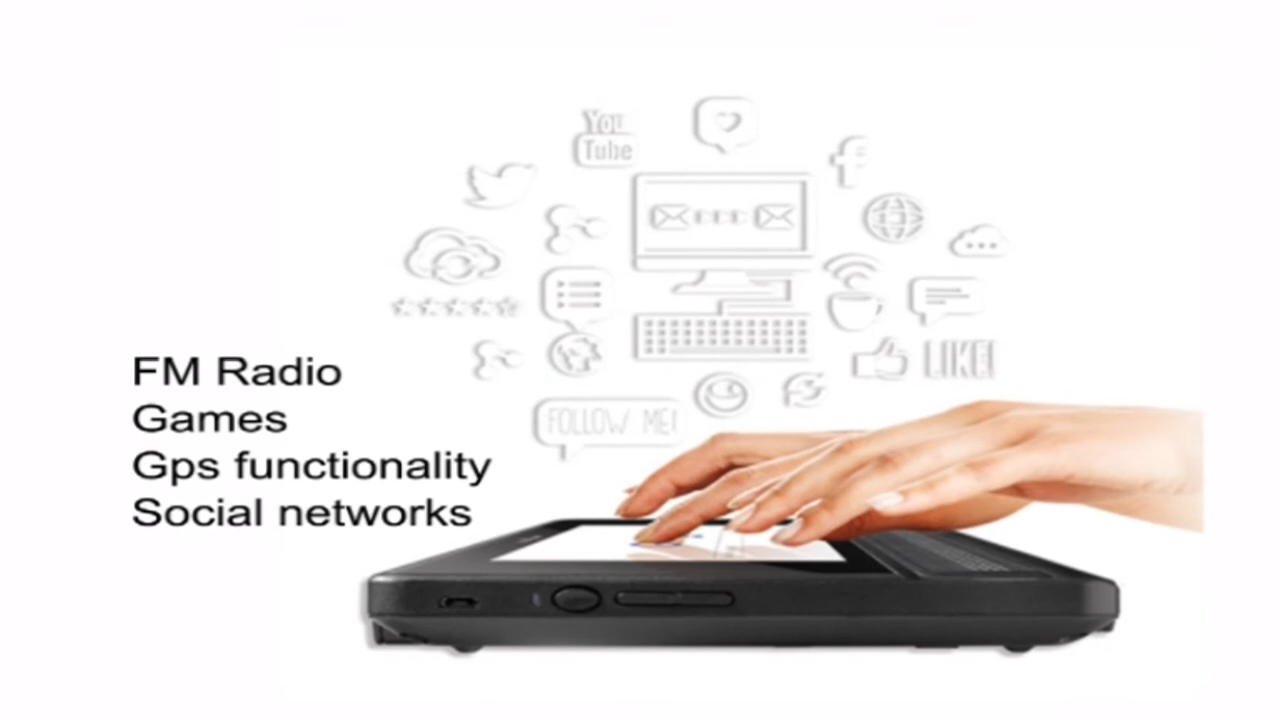 You
Tube
LIKE!
FOLLOW ME!
FM Radio
Games
Gps functionality
Social networks